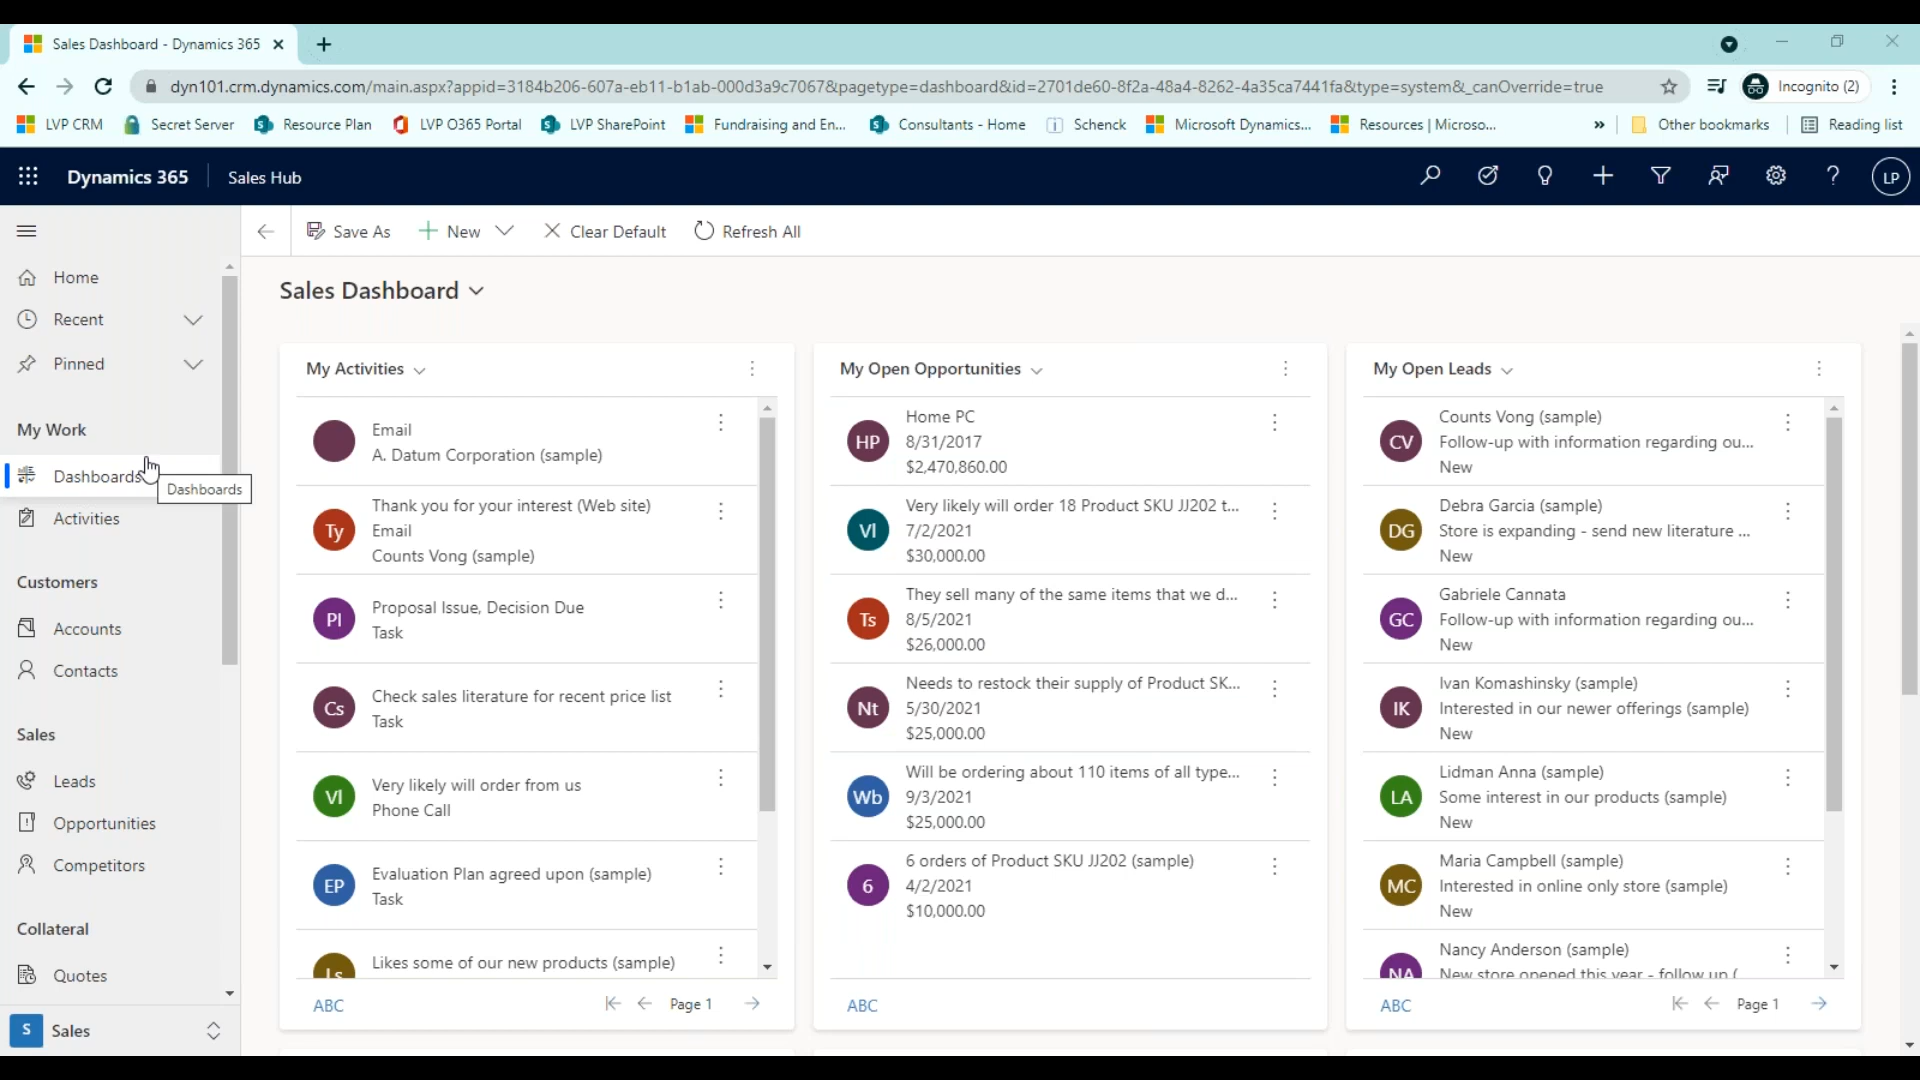 Sales Dashboard - Dynamics 365
dyn101.crm.dynamics.com/main.aspx?appid=3184b206-607a-eb11-b1ab-000d3a9c7067&pagetype=dashboard&id=2701de60-8f2a-48a4-8262-4a35ca7441fa&type=system&_canOverride=true
Incognito (2)
LVP CRM
Secret Server
Resource Plan
LVP O365 Portal
LVP SharePoint
Fundraising and En...
Consultants - Home
Schenck
Microsoft Dynamics...
Resources | Microso...
»
Other bookmarks
Reading list
Dynamics 365
Sales Hub
LP
Save As
New
Clear Default
Refresh All
Home
Recent
Pinned
My Work
Dashboards
Dashboards
Activities
Customers
Accounts
Contacts
Sales
Leads
Opportunities
Competitors
Collateral
Quotes
S
Sales
Sales Dashboard
My Activities
Email
A. Datum Corporation (sample)
Ty
Thank you for your interest (Web site)
Email
Counts Vong (sample)
PI
Proposal Issue, Decision Due
Task
Cs
Check sales literature for recent price list
Task
Vl
Very likely will order from us
Phone Call
EP
Evaluation Plan agreed upon (sample)
Task
Ls
Likes some of our new products (sample)
ABC
Page 1
My Open Opportunities
HP
Home PC
8/31/2017
$2,470,860.00
Vl
Very likely will order 18 Product SKU JJ202 t...
7/2/2021
$30,000.00
Ts
They sell many of the same items that we d...
8/5/2021
$26,000.00
Nt
Needs to restock their supply of Product SK...
5/30/2021
$25,000.00
Wb
Will be ordering about 110 items of all type...
9/3/2021
$25,000.00
6
6 orders of Product SKU JJ202 (sample)
4/2/2021
$10,000.00
ABC
My Open Leads
CV
Counts Vong (sample)
Follow-up with information regarding ou...
New
DG
Debra Garcia (sample)
Store is expanding - send new literature ...
New
GC
Gabriele Cannata
Follow-up with information regarding ou...
New
IK
Ivan Komashinsky (sample)
Interested in our newer offerings (sample)
New
LA
Lidman Anna (sample)
Some interest in our products (sample)
New
MC
Maria Campbell (sample)
Interested in online only store (sample)
New
NA
Nancy Anderson (sample)
New store opened this year - follow up (
ABC
Page 1